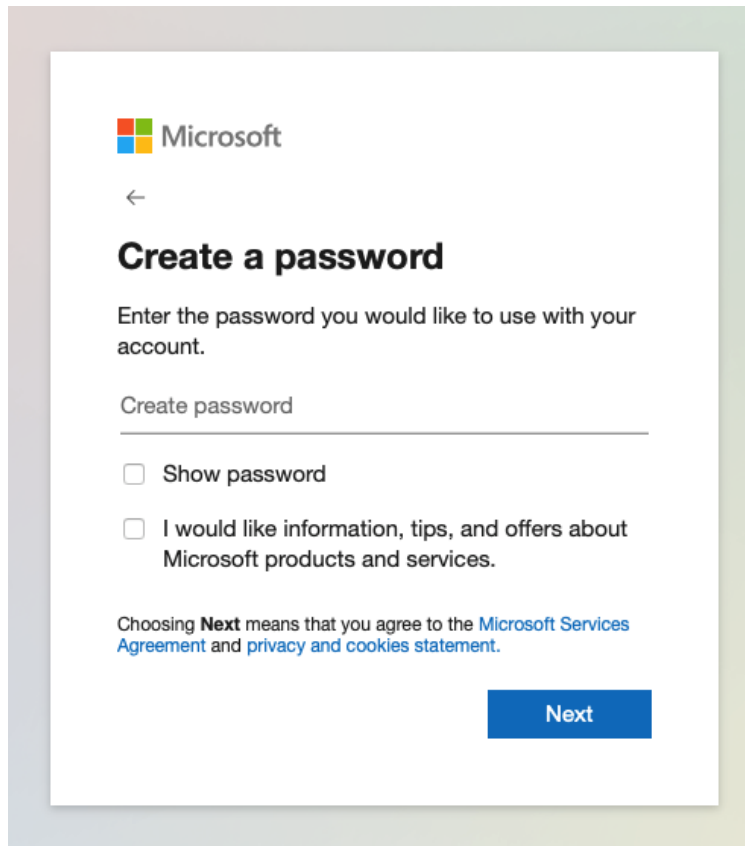 Microsoft
Create a password
Enter the password you would like to use with your
account.
Create password
Show password
I would like information, tips, and offers about
Microsoft products and services.
Choosing Next means that you agree to the Microsoft Services
Agreement and privacy and cookies statement.
Next